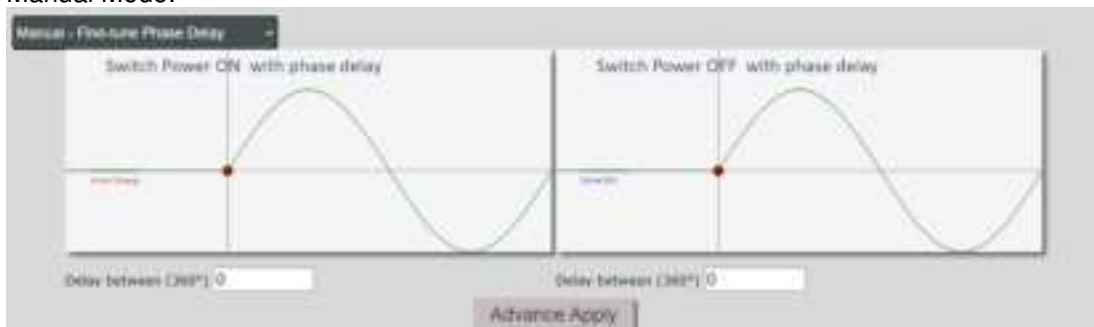 Manual Mode:
Manual - Fine-tune Phase Delay
Switch Power ON with phase delay
Switch Power OFF with phase delay
Delay between (360°) 0
Delay between (360°) 0
Advance Apply